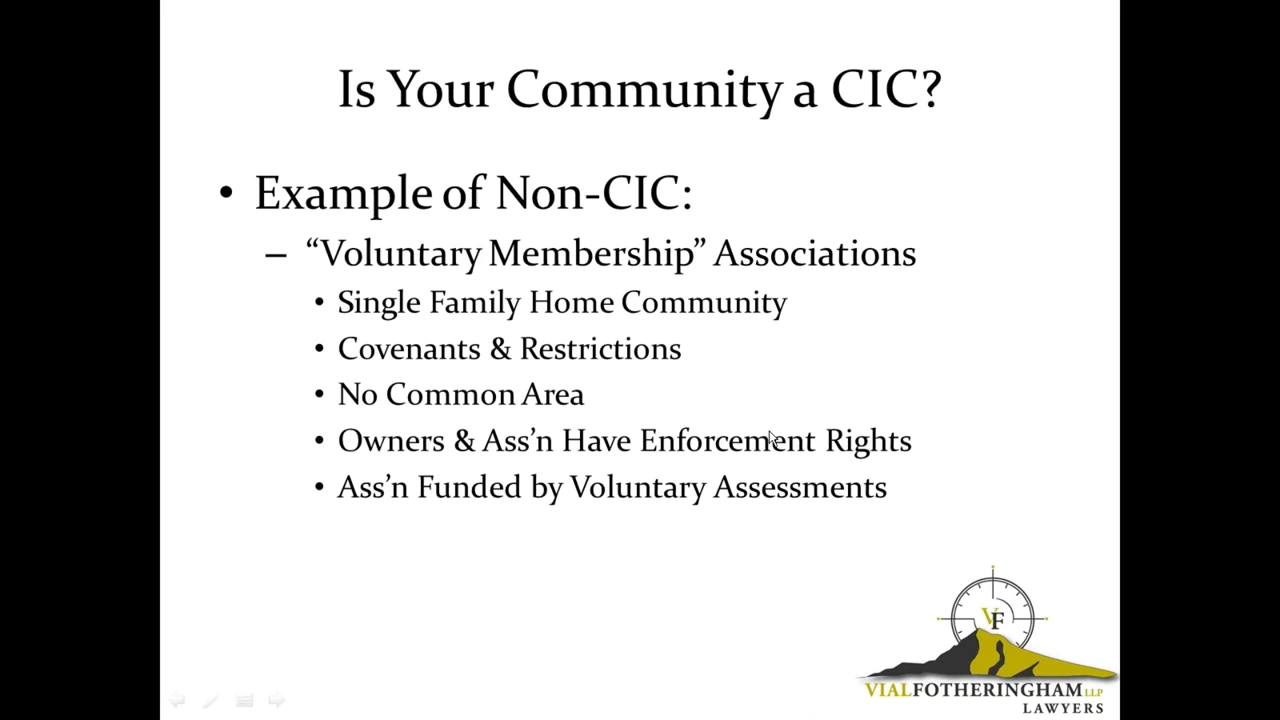 Is Your Community a CIC?
• Example of Non-CIC:
– “Voluntary Membership” Associations
• Single Family Home Community
• Covenants & Restrictions
• No Common Area
• Owners & Ass’n Have Enforcement Rights
• Ass’n Funded by Voluntary Assessments
VF
VIALFOTHERINGHAM LLP
LAWYERS